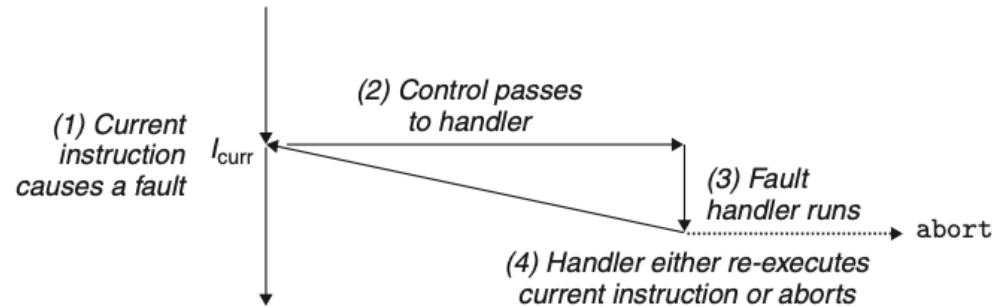 (1) Current
instruction
causes a fault
I curr
(2) Control passes
to handler
(3) Fault
handler runs
abort
(4) Handler either re-executes
current instruction or aborts